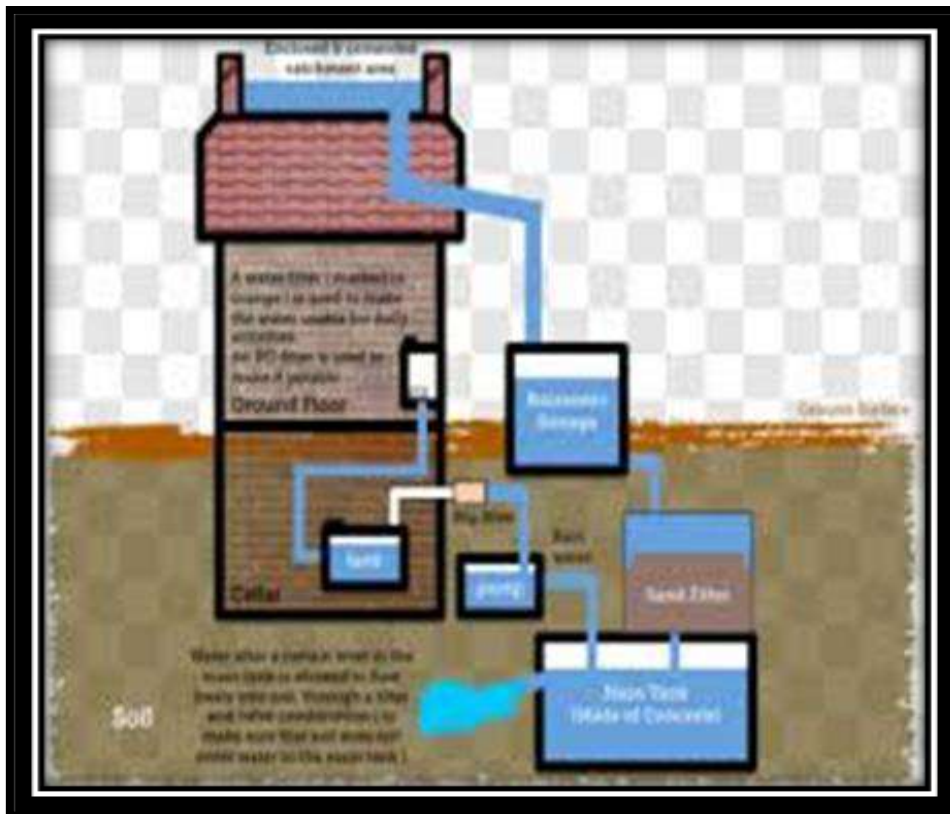 Enclosed & unneeded
catchment area
A water filter ( marked in
orange ) is used to make
the water usable for daily
activities
An RO filter is used to
make it potable
Ground Floor
Rainwater
Storage
Ground Surface
Rain
water
tank
pump
Sand Filter
Cellar
Water after a certain level in the
main tank is allowed to flow
freely into soil, through a filter
and valve combination ( to
make sure that soil does not
enter water in the main tank )
Soil
Main Tank
(Made of Concrete)